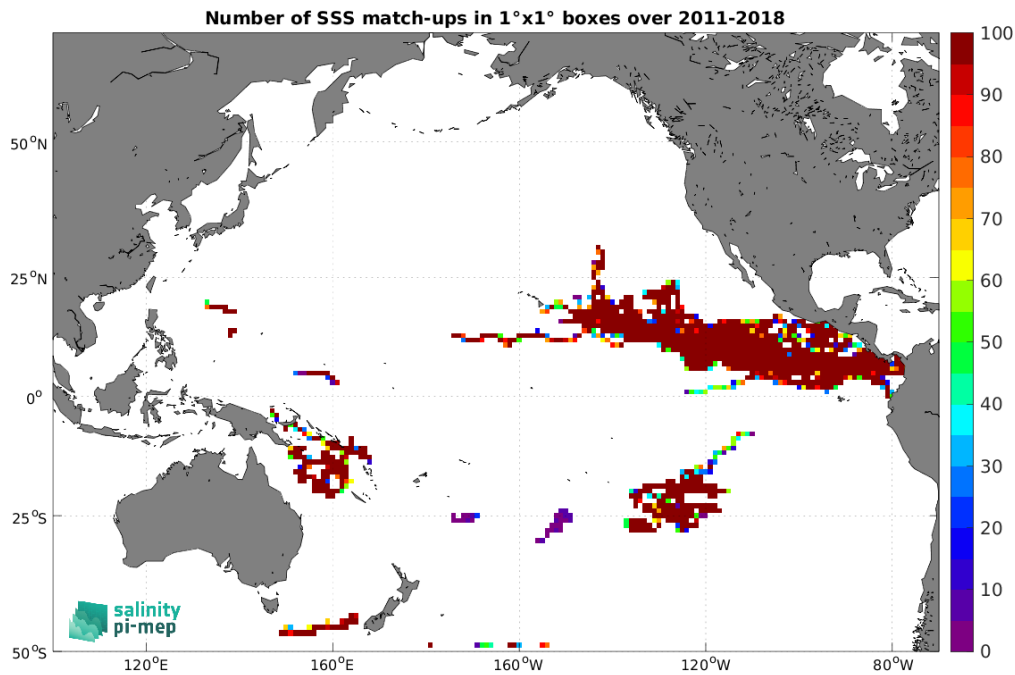 Number of SSS match-ups in 1°x1° boxes over 2011-2018
50°N
25°N
0°
25°S
50°S
120°E
160°E
160°W
120°W
80°W
100
90
80
70
60
50
40
30
20
10
0
salinity
pi-mep